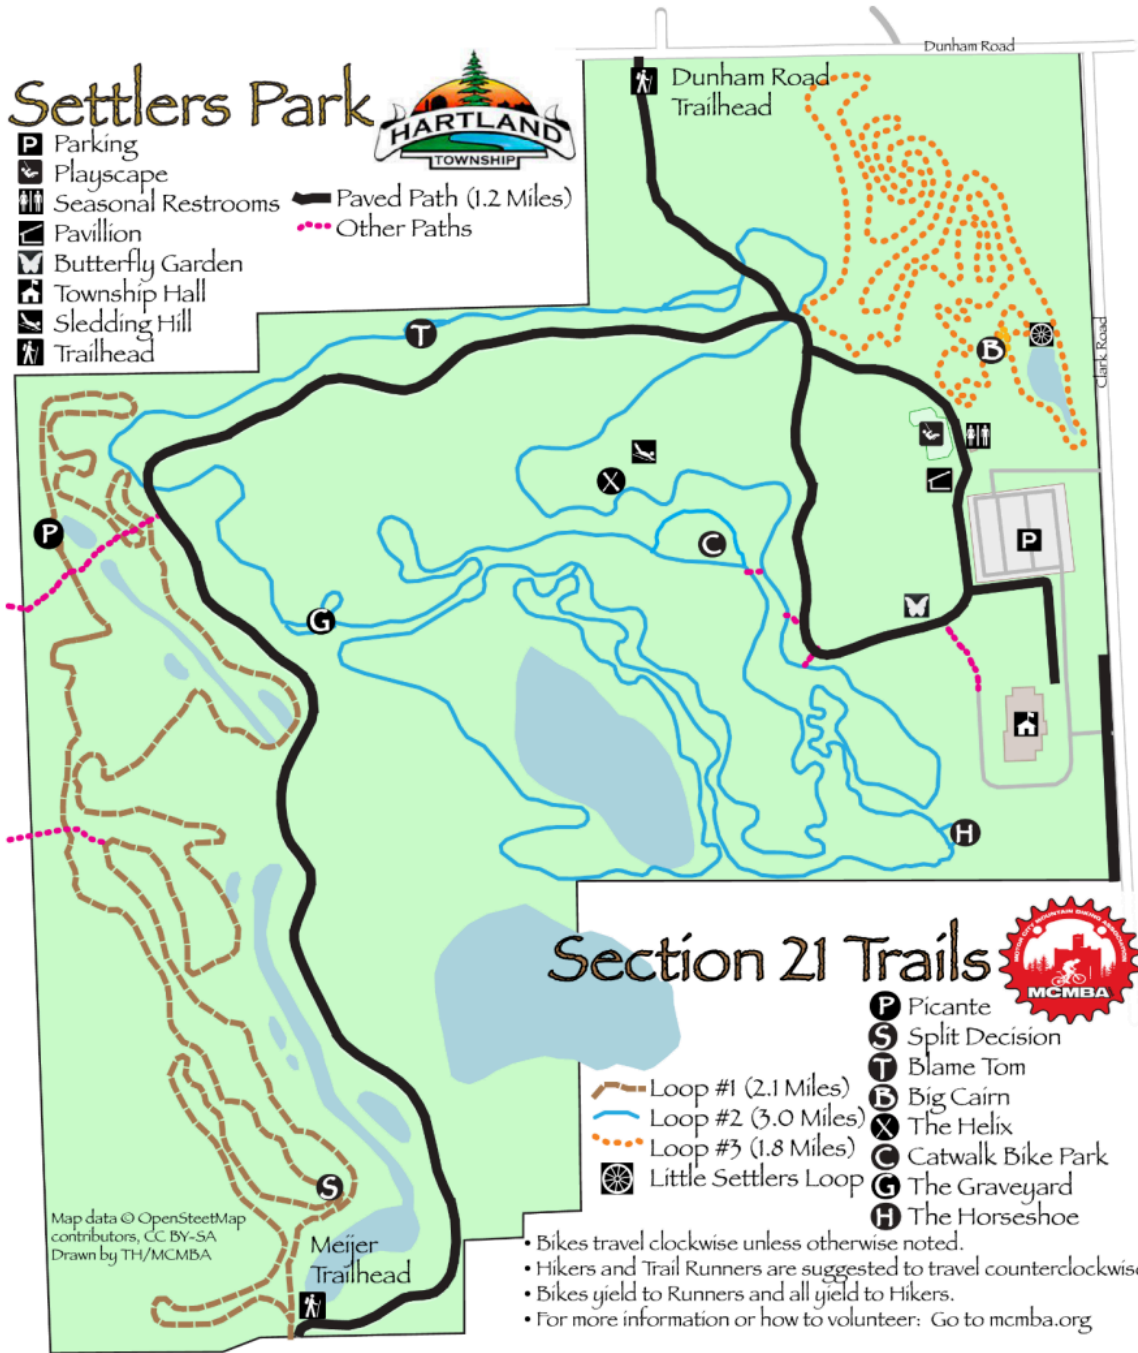 Dunham Road
Dunham Road
Trailhead
Settlers Park
HARTLAND
TOWNSHIP
P Parking
Playscape
Seasonal Restrooms
Pavillion
Butterfly Garden
Township Hall
Sledding Hill
Trailhead
Paved Path (1.2 Miles)
Other Paths
Clark Road
T
B
X
P
C
P
G
H
S
Section 21 Trails
MOTOR CITY MOUNTAIN BIKING ASSOCIATION
MCMBA
P Picante
S Split Decision
T Blame Tom
B Big Cairn
X The Helix
C Catwalk Bike Park
G The Graveyard
H The Horseshoe
Loop #1 (2.1 Miles)
Loop #2 (3.0 Miles)
Loop #3 (1.8 Miles)
Little Settlers Loop
Map data © OpenSteetMap
contributors, CC BY-SA
Drawn by TH/MCMBA
Meijer
Trailhead
• Bikes travel clockwise unless otherwise noted.
• Hikers and Trail Runners are suggested to travel counterclockwise
• Bikes yield to Runners and all yield to Hikers.
• For more information or how to volunteer: Go to mcmba.org